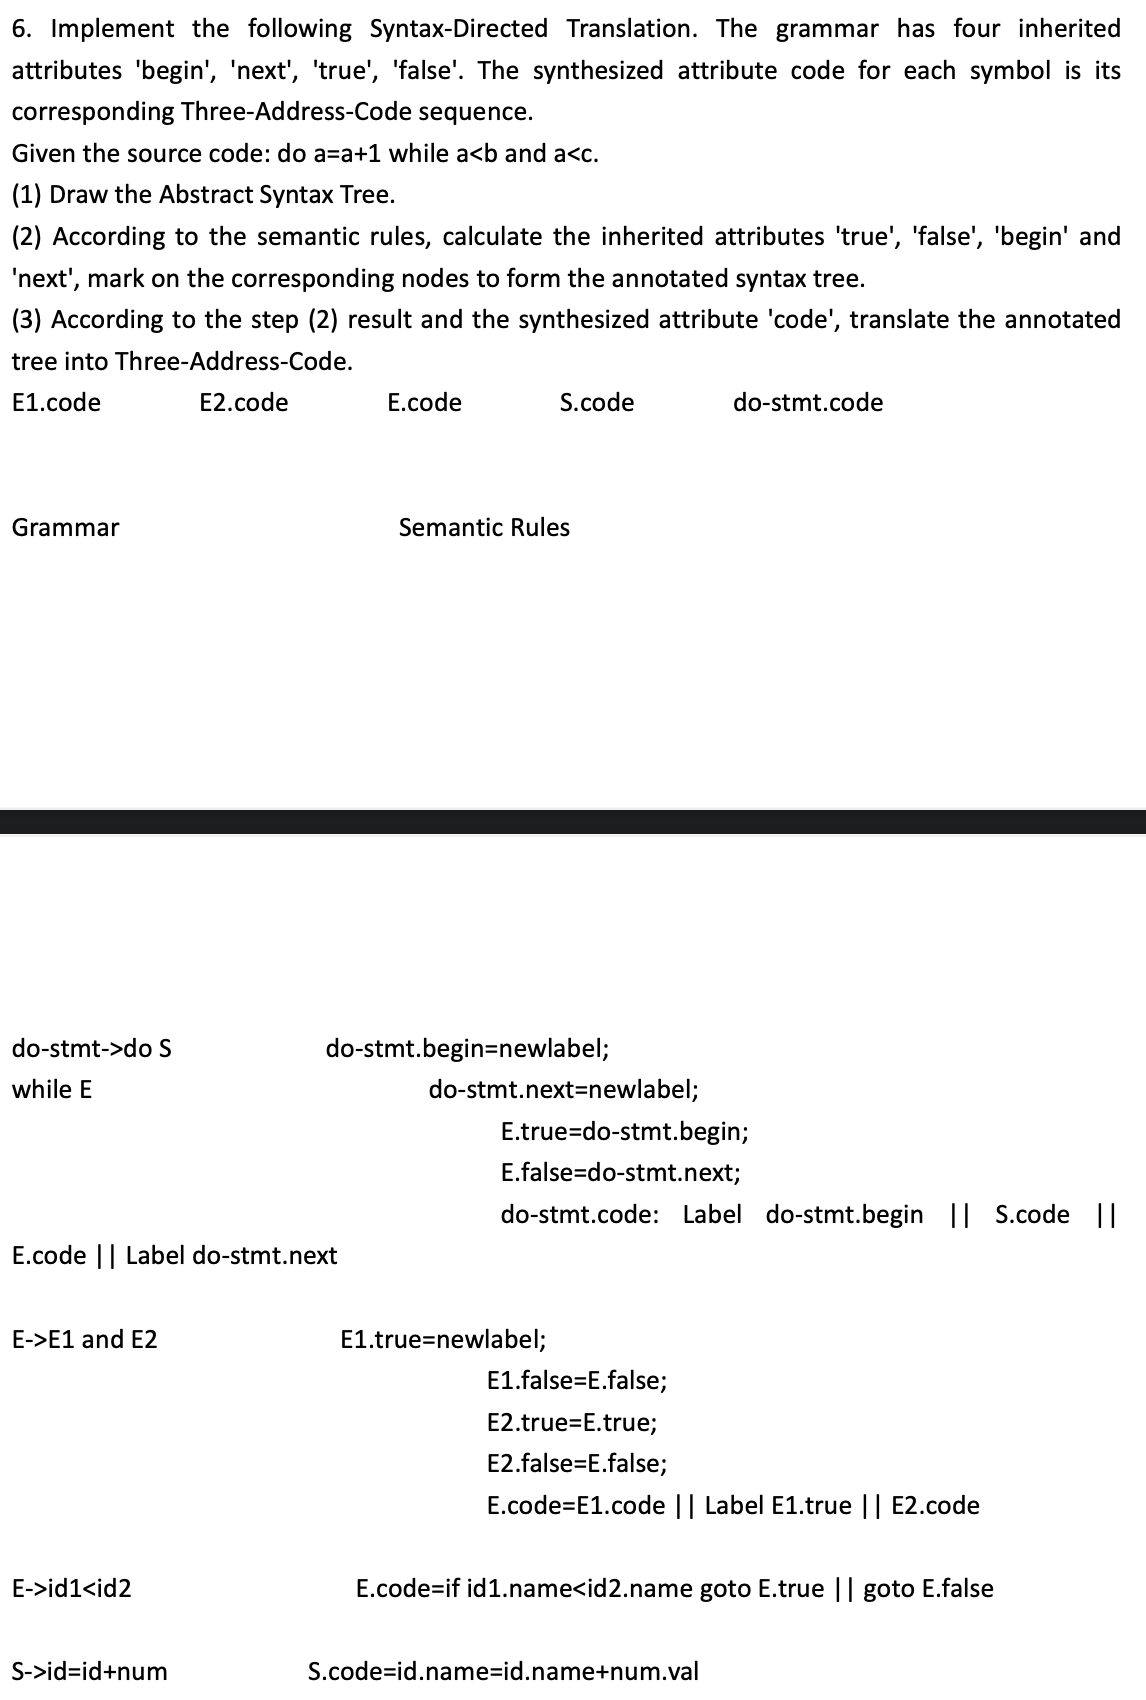 6. Implement the following Syntax-Directed Translation. The grammar has four inherited
attributes 'begin', 'next', 'true', 'false'. The synthesized attribute code for each symbol is its
corresponding Three-Address-Code sequence.
Given the source code: do a=a+1 while a<b and a<c.
(1) Draw the Abstract Syntax Tree.
(2) According to the semantic rules, calculate the inherited attributes 'true', 'false', 'begin' and
'next', mark on the corresponding nodes to form the annotated syntax tree.
(3) According to the step (2) result and the synthesized attribute 'code', translate the annotated
tree into Three-Address-Code.
E1.code E2.code E.code S.code do-stmt.code
Grammar Semantic Rules
do-stmt->do S do-stmt.begin=newlabel;
while E do-stmt.next=newlabel;
E.true=do-stmt.begin;
E.false=do-stmt.next;
do-stmt.code: Label do-stmt.begin || S.code ||
E.code || Label do-stmt.next
E->E1 and E2 E1.true=newlabel;
E1.false=E.false;
E2.true=E.true;
E2.false=E.false;
E.code=E1.code || Label E1.true || E2.code
E->id1<id2 E.code=if id1.name<id2.name goto E.true || goto E.false
S->id=id+num S.code=id.name=id.name+num.val